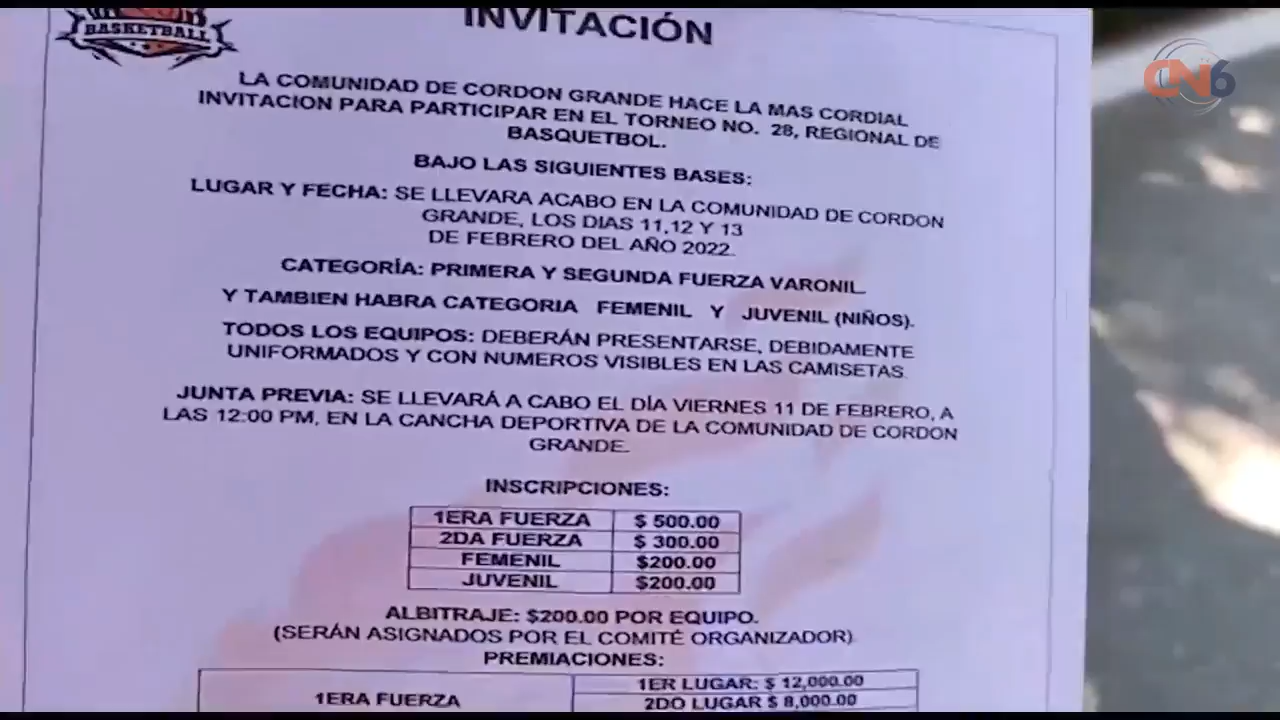 BASKETBALL
INVITACIÓN
CN6
LA COMUNIDAD DE CORDON GRANDE HACE LA MAS CORDIAL
INVITACION PARA PARTICIPAR EN EL TORNEO NO. 28, REGIONAL DE
BASQUETBOL.
BAJO LAS SIGUIENTES BASES:
LUGAR Y FECHA: SE LLEVARA ACABO EN LA COMUNIDAD DE CORDON
GRANDE, LOS DIAS 11,12 Y 13
DE FEBRERO DEL AÑO 2022.
CATEGORÍA: PRIMERA Y SEGUNDA FUERZA VARONIL.
Y TAMBIEN HABRA CATEGORIA FEMENIL Y JUVENIL (NIÑOS).
TODOS LOS EQUIPOS: DEBERÁN PRESENTARSE, DEBIDAMENTE
UNIFORMADOS Y CON NUMEROS VISIBLES EN LAS CAMISETAS.
JUNTA PREVIA: SE LLEVARÁ A CABO EL DÍA VIERNES 11 DE FEBRERO, A
LAS 12:00 PM, EN LA CANCHA DEPORTIVA DE LA COMUNIDAD DE CORDON
GRANDE.
INSCRIPCIONES:
1ERA FUERZA $ 500.00
2DA FUERZA $ 300.00
FEMENIL $200.00
JUVENIL $200.00
ALBITRAJE: $200.00 POR EQUIPO.
(SERÁN ASIGNADOS POR EL COMITÉ ORGANIZADOR)
PREMIACIONES:
1ERA FUERZA
1ER LUGAR: $ 12,000.00
2DO LUGAR $ 8,000.00